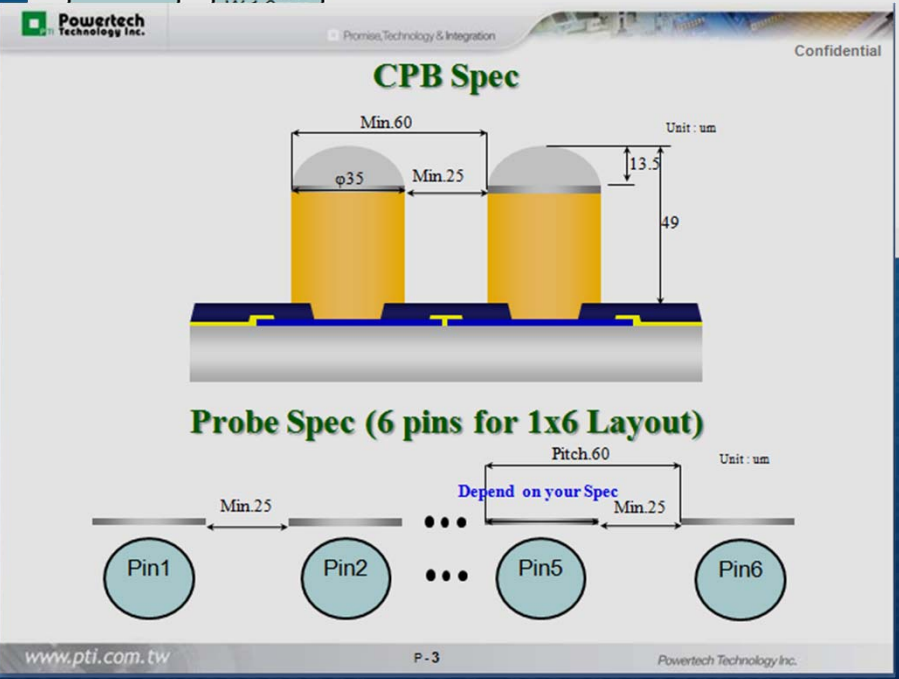 Powertech
PTI Technology Inc.
Promise, Technology & Integration
Confidential
CPB Spec
Min.60
Unit : um
φ35
Min.25
13.5
49
Probe Spec (6 pins for 1x6 Layout)
Pitch.60
Unit : um
Depend on your Spec
Min.25
Min.25
Pin1
Pin2
Pin5
Pin6
www.pti.com.tw
P - 3
Powertech Technology Inc.